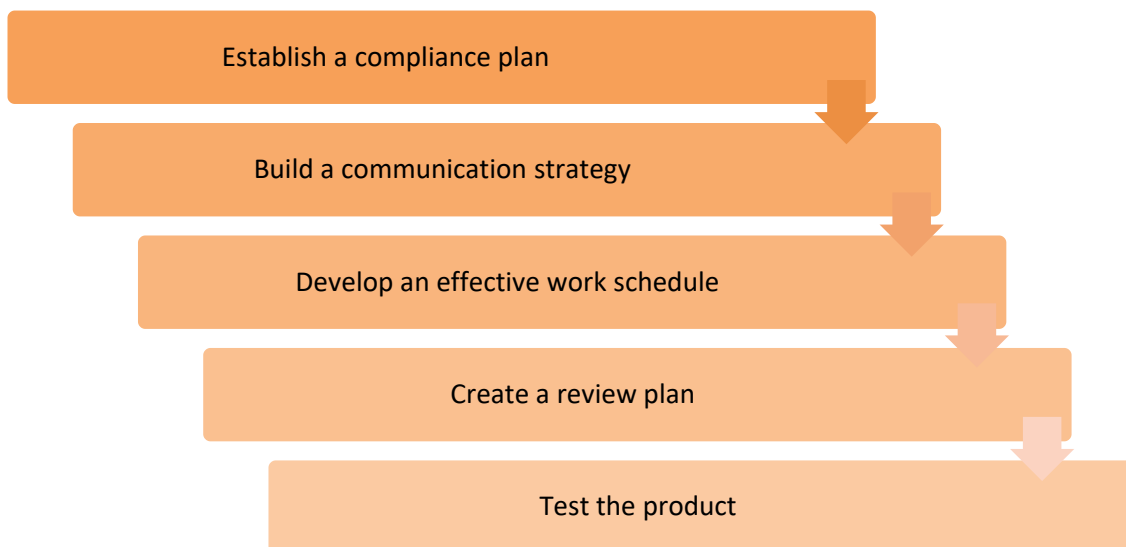 Establish a compliance plan
Build a communication strategy
Develop an effective work schedule
Create a review plan
Test the product